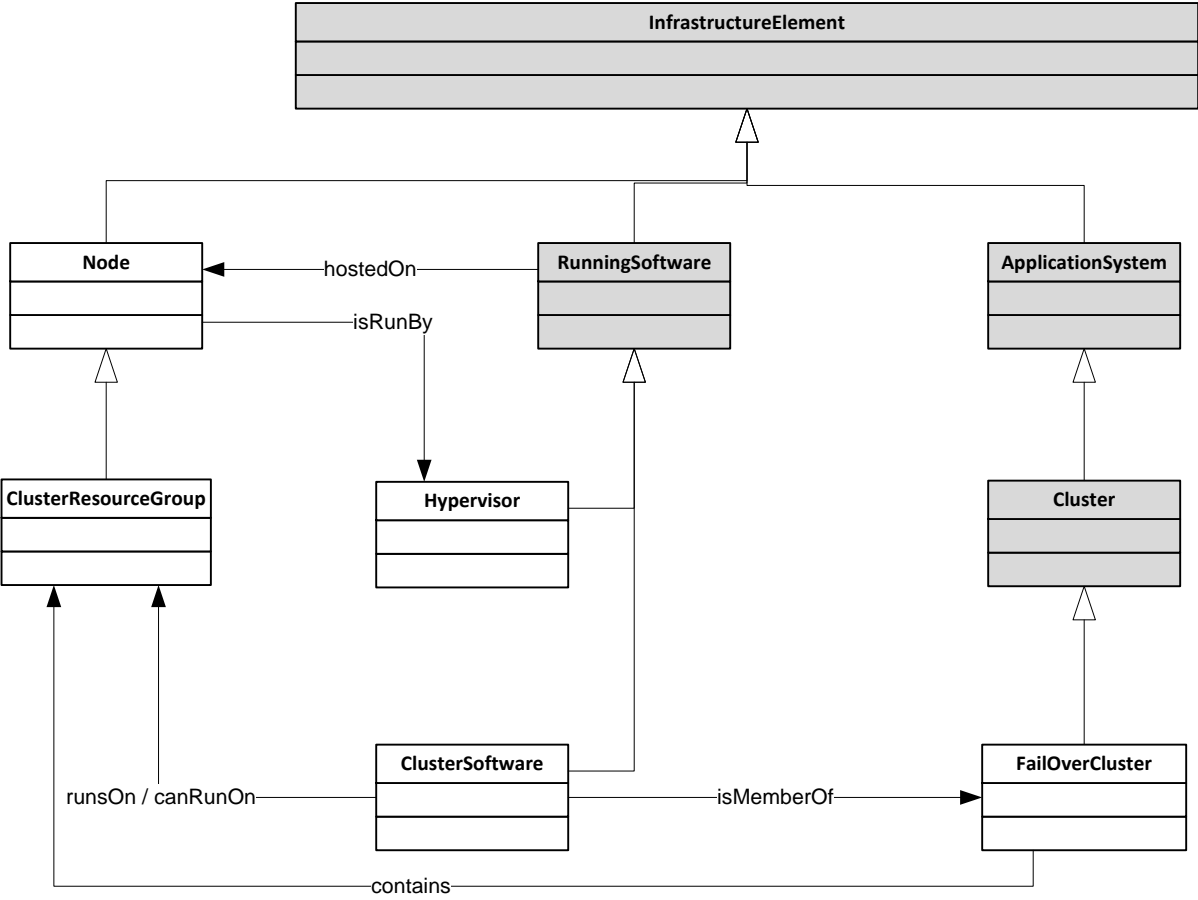 InfrastructureElement
Node
hostedOn
RunningSoftware
ApplicationSystem
isRunBy
ClusterResourceGroup
Hypervisor
Cluster
ClusterSoftware
FailOverCluster
runsOn / canRunOn
isMemberOf
contains